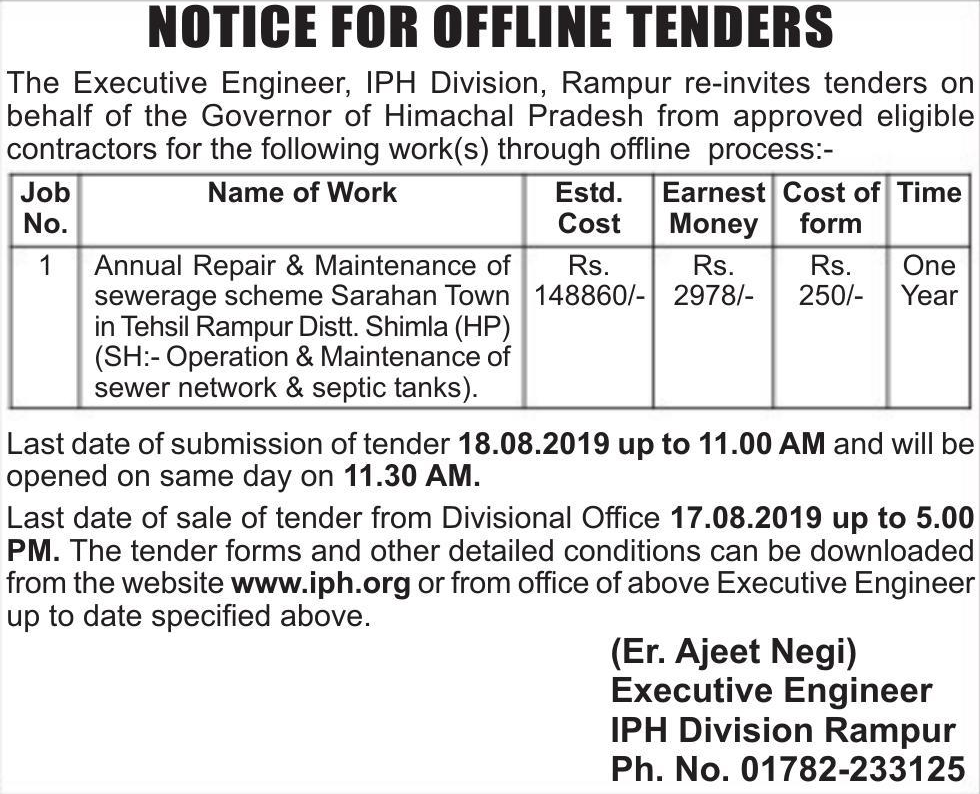 NOTICE FOR OFFLINE TENDERS
The Executive Engineer, IPH Division, Rampur re-invites tenders on
behalf of the Governor of Himachal Pradesh from approved eligible
contractors for the following work(s) through offline process:-
Job No. Name of Work Estd. Cost Earnest Money Cost of form Time
1 Annual Repair & Maintenance of Rs. Rs. Rs. One
sewerage scheme Sarahan Town 148860/- 2978/- 250/- Year
in Tehsil Rampur Distt. Shimla (HP)
(SH:- Operation & Maintenance of
sewer network & septic tanks).
Last date of submission of tender 18.08.2019 up to 11.00 AM and will be
opened on same day on 11.30 AM.
Last date of sale of tender from Divisional Office 17.08.2019 up to 5.00
PM. The tender forms and other detailed conditions can be downloaded
from the website www.iph.org or from office of above Executive Engineer
up to date specified above.
(Er. Ajeet Negi)
Executive Engineer
IPH Division Rampur
Ph. No. 01782-233125